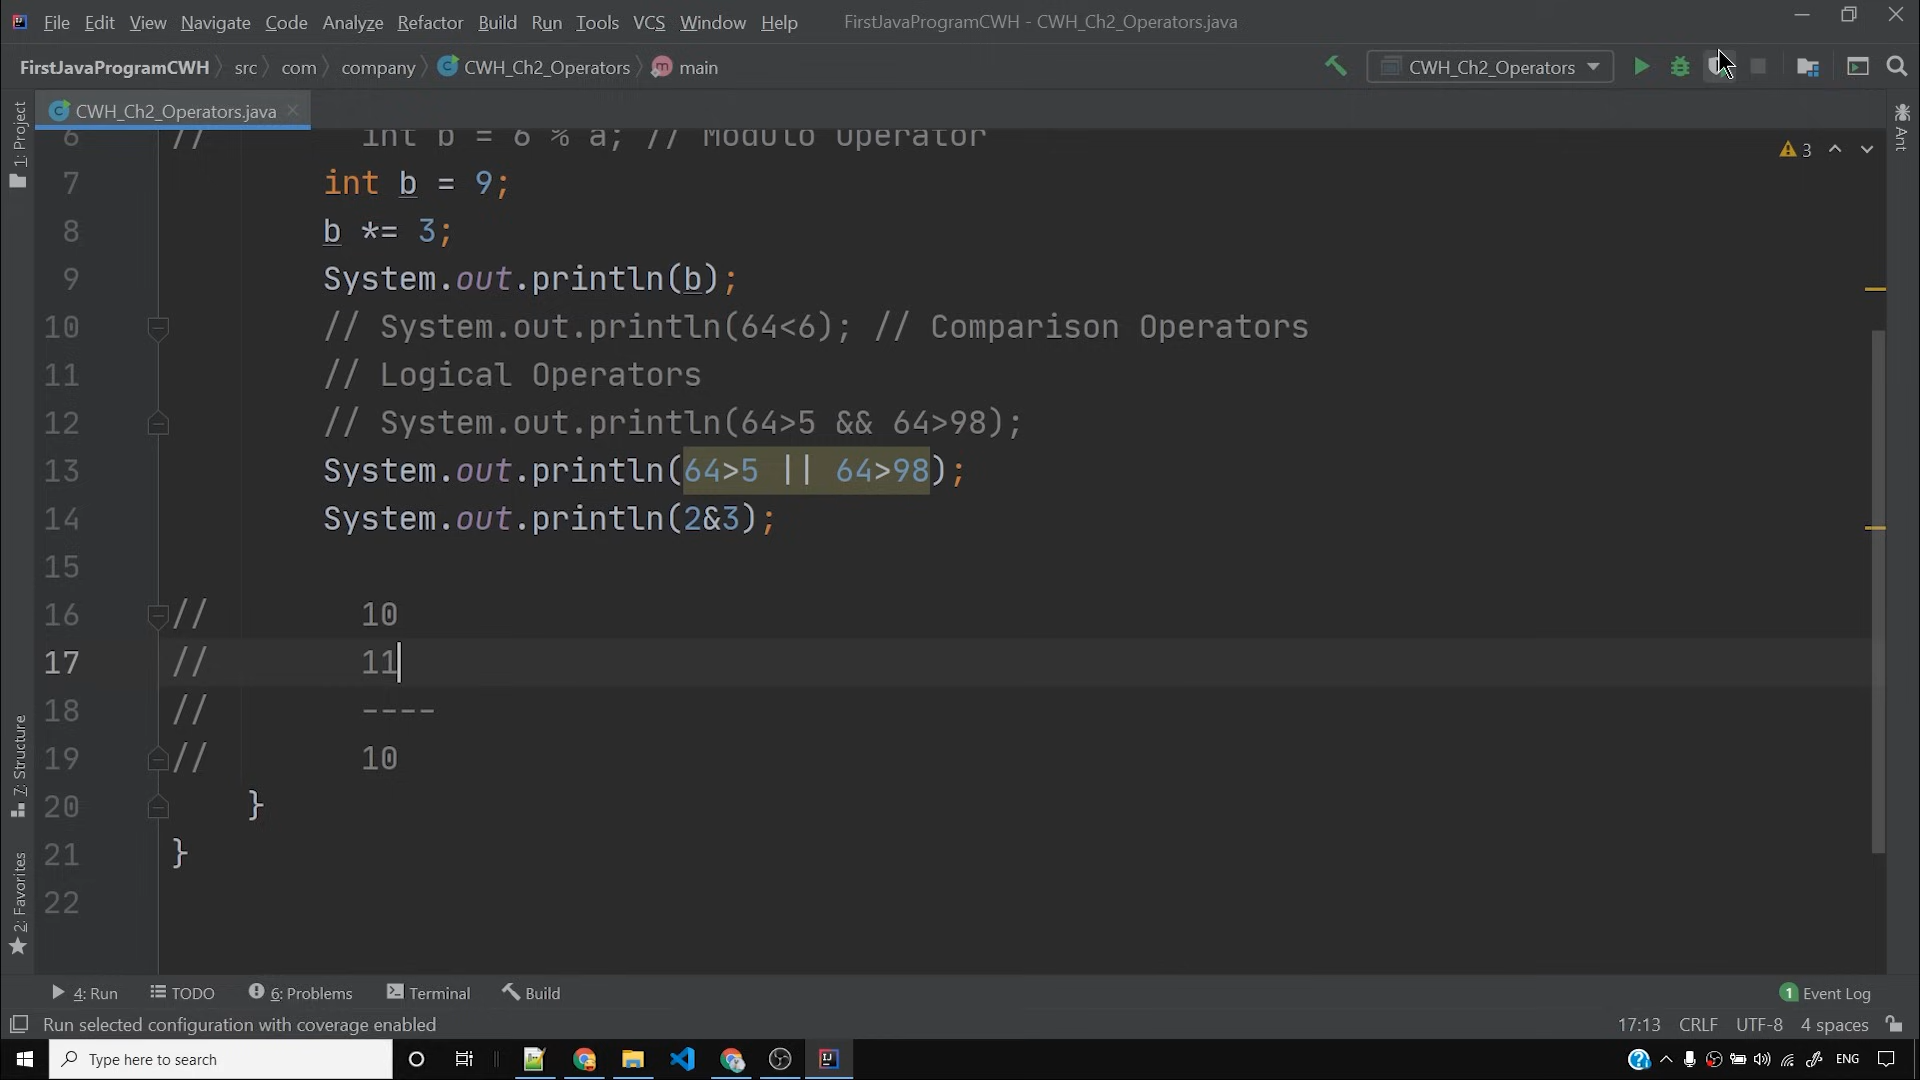 File Edit View Navigate Code Analyze Refactor Build Run Tools VCS Window Help FirstJavaProgramCWH - CWH_Ch2_Operators.java
FirstJavaProgramCWH src com company CWH_Ch2_Operators main CWH_Ch2_Operators
CWH_Ch2_Operators.java
1: Project
Ant
3
6 // int b = 6 % a; // Modulo Operator
7 int b = 9;
8 b *= 3;
9 System.out.println(b);
10 // System.out.println(64<6); // Comparison Operators
11 // Logical Operators
12 // System.out.println(64>5 && 64>98);
13 System.out.println(64>5 || 64>98);
14 System.out.println(2&3);
15
16 // 10
17 // 11
18 // ----
19 // 10
20 }
21 }
22
7: Structure
2: Favorites
4: Run TODO 6: Problems Terminal Build 1 Event Log
Run selected configuration with coverage enabled 17:13 CRLF UTF-8 4 spaces
Type here to search ENG